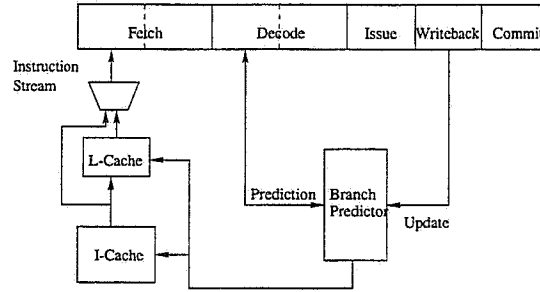 Fetch
Decode
Issue
Writeback
Commit
Instruction
Stream
L-Cache
Prediction
Branch
Predictor
Update
I-Cache